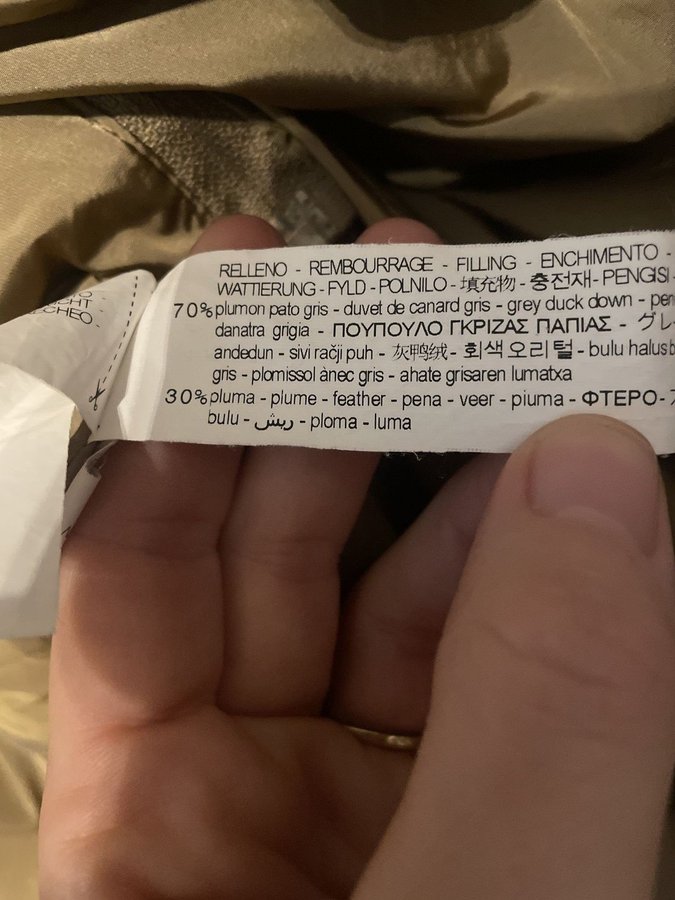 RELLENO - REMBOURRAGE - FILLING - ENCHIMENTO -
WATTIERUNG - FYLD - POLNILO - 填充物 - 충전재 - PENGISI
70% plumon pato gris - duvet de canard gris - grey duck down -
danatra grigia - ΠΟΥΠΟΥΛΟ ΓΚΡΙΖΑΣ ΠΑΠΙΑΣ - グレ
andedun - sivi račji puh - 灰鸭绒 - 회색 오리 털 - bulu halus
gris - plomissol ànec gris - ahate grisaren lumatxa
30% pluma - plume - feather - pena - veer - piuma - ΦΤΕΡΟ -
bulu - ريش - ploma - luma